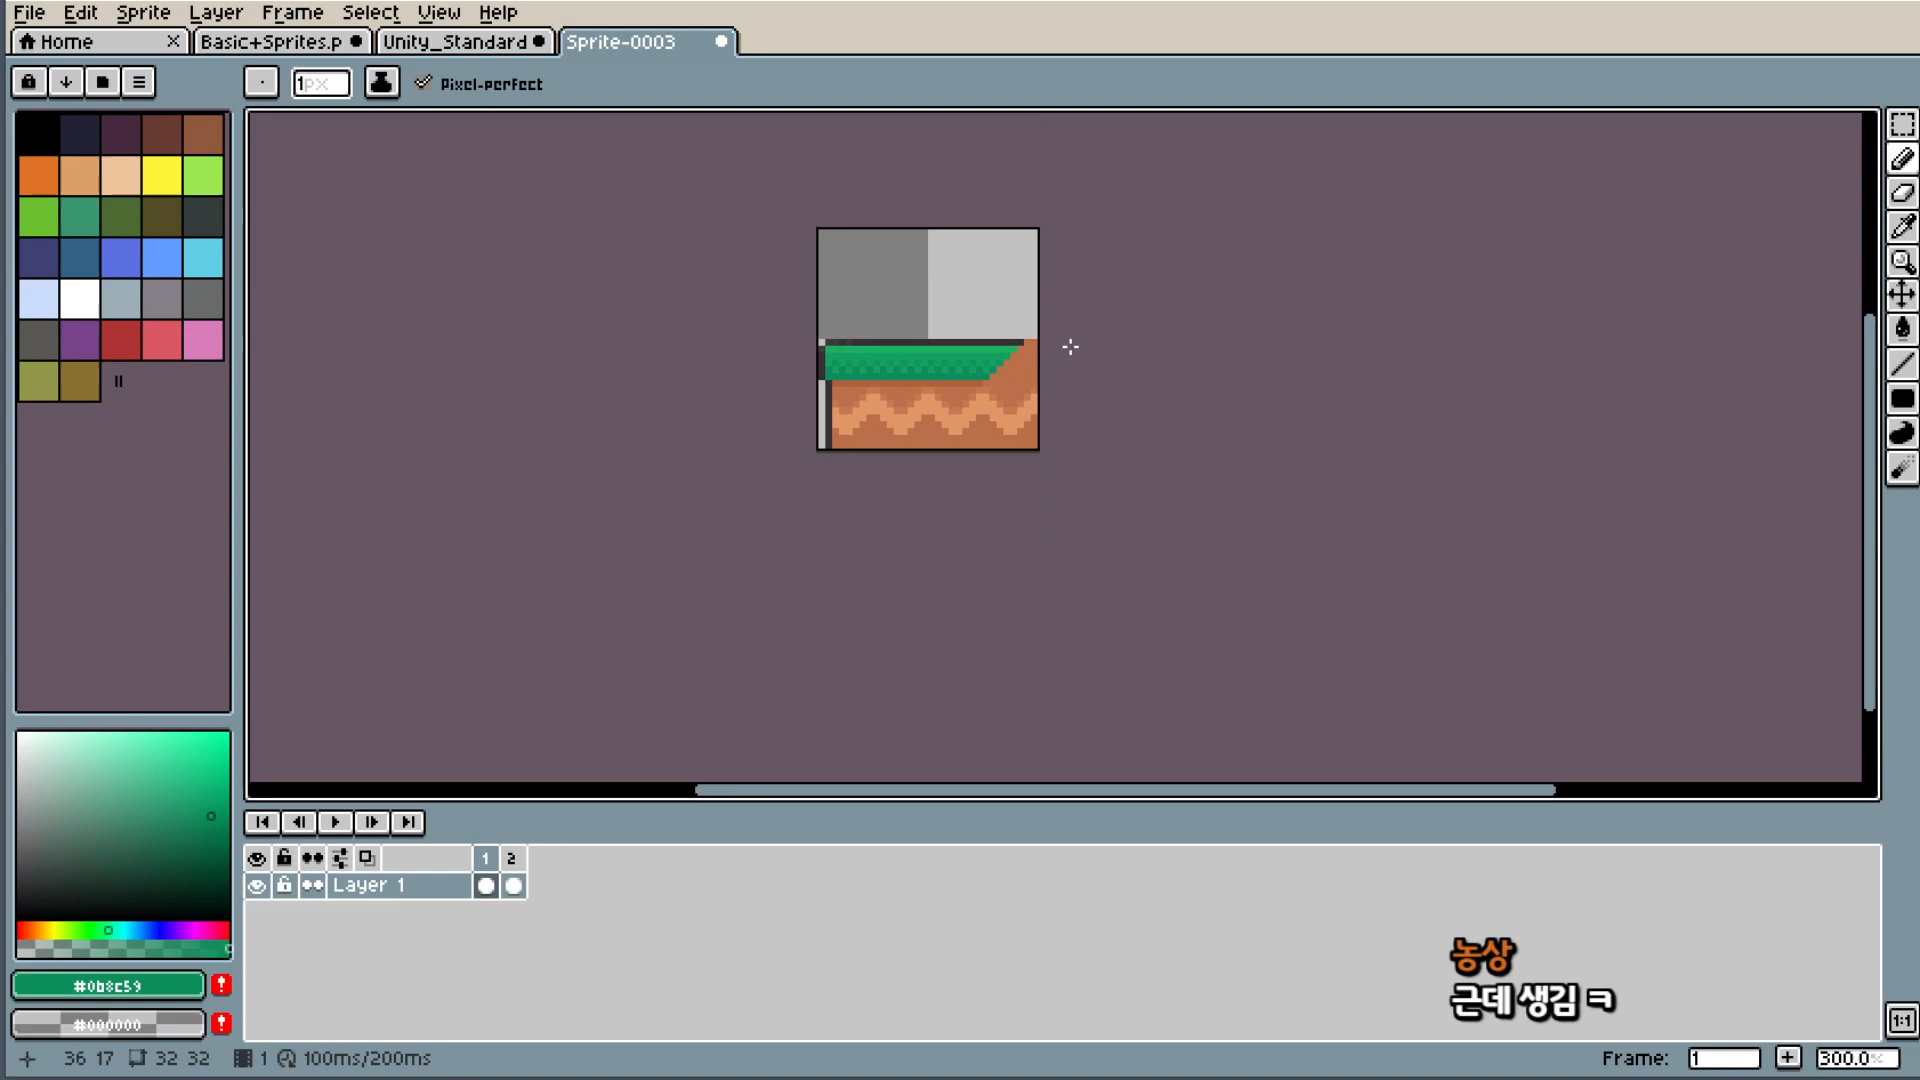 File Edit Sprite Layer Frame Select View Help
Home Basic+Sprites.p Unity_Standard Sprite-0003
1px Pixel-perfect
1 2
Layer 1
#0b8c59
#000000
농상
근데 생김 ㅋ
1:1
36 17 32 32 1 100ms/200ms Frame: 1 300.0%